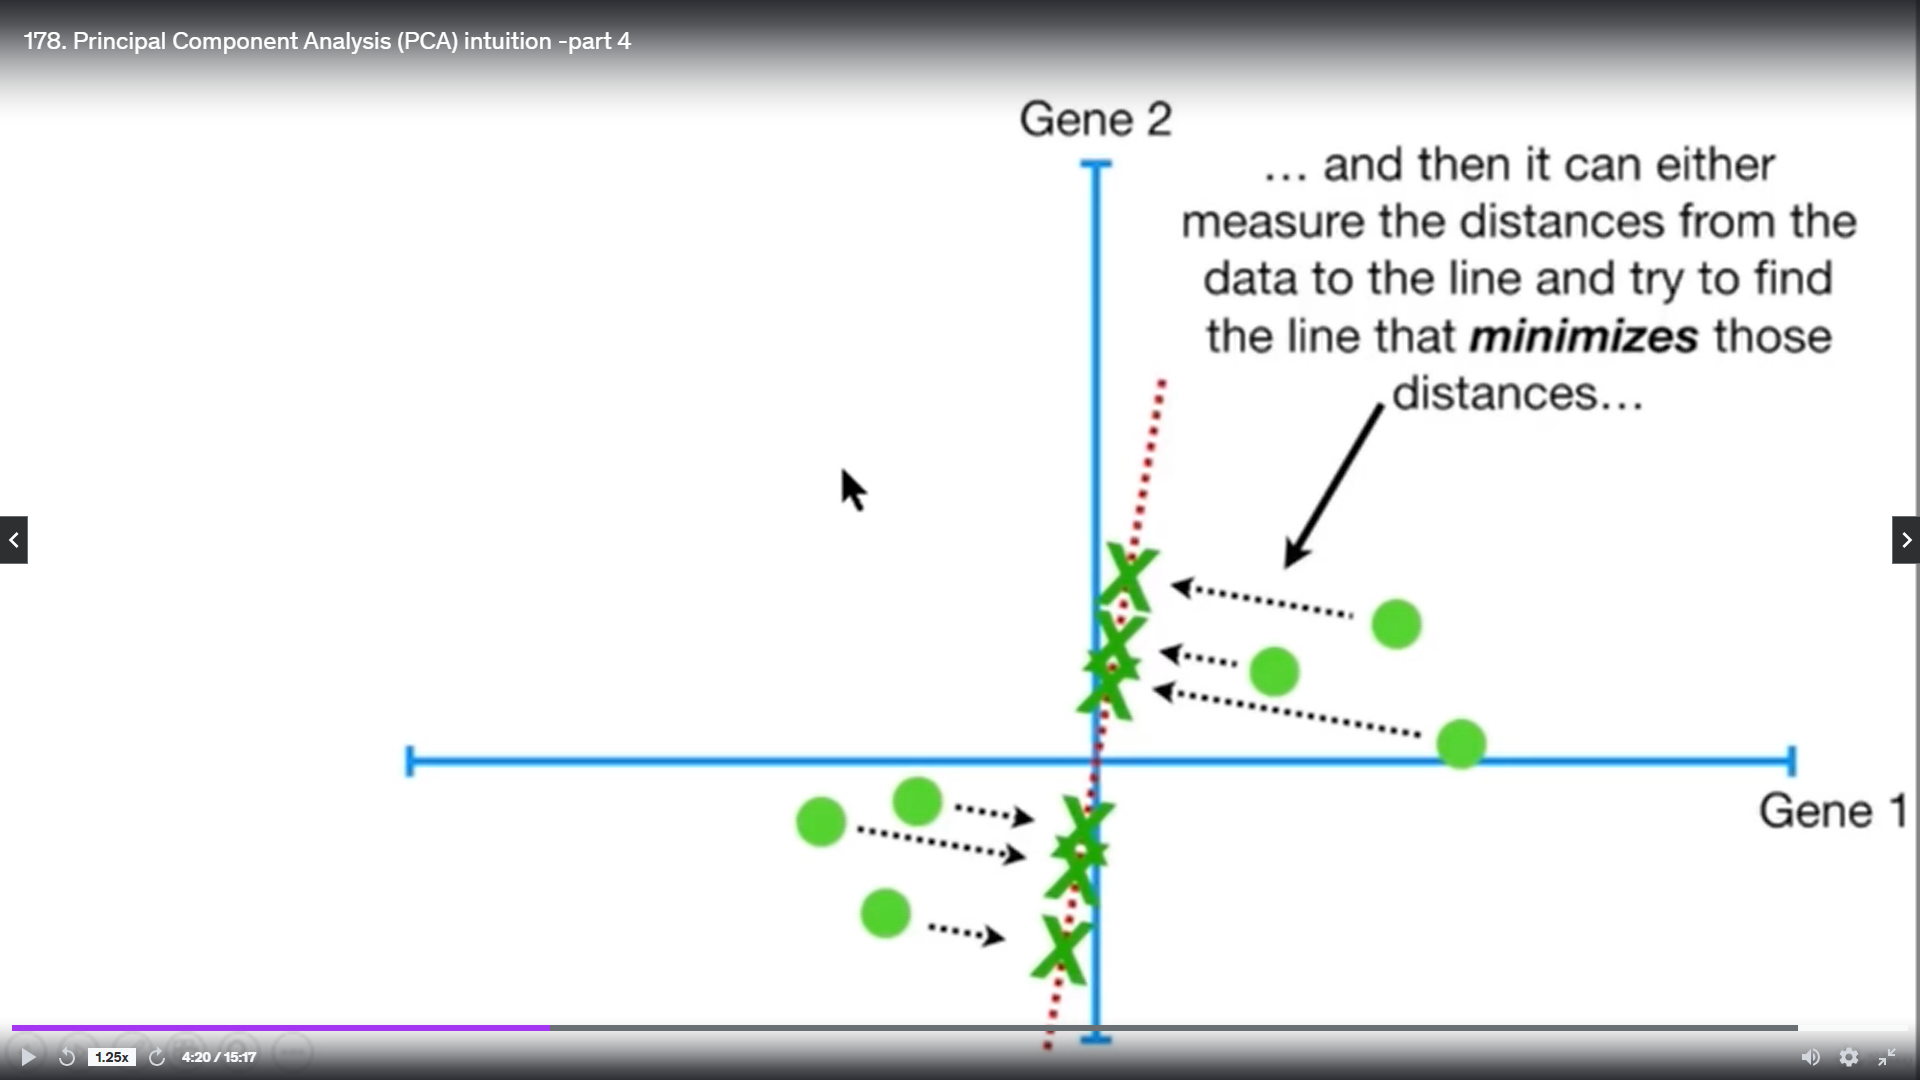 178. Principal Component Analysis (PCA) intuition -part 4
Gene 2
... and then it can either
measure the distances from the
data to the line and try to find
the line that minimizes those
distances...
Gene 1
1.25x
4:20 / 15:17